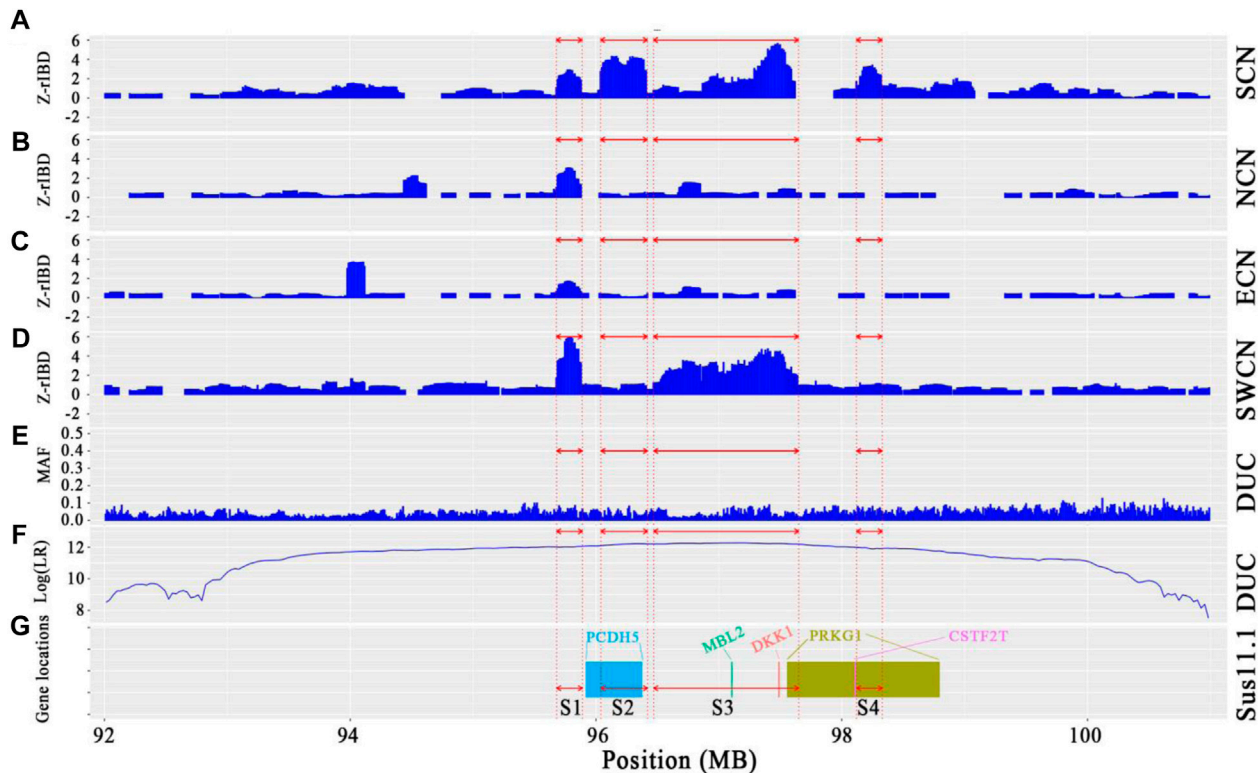 A
Z-rIBD
6
4
2
0
-2
SCN
B
Z-rIBD
6
4
2
0
-2
NCN
C
Z-rIBD
6
4
2
0
-2
ECN
D
Z-rIBD
6
4
2
0
-2
SWCN
E
MAF
0.5
0.4
0.3
0.2
0.1
0.0
DUC
F
Log(LR)
12
10
8
DUC
G
Gene locations
PCDH5
MBL2
DKK1
PRKG1
CSTF2T
S1
S2
S3
S4
Sus11.1
92
94
96
98
100
Position (MB)